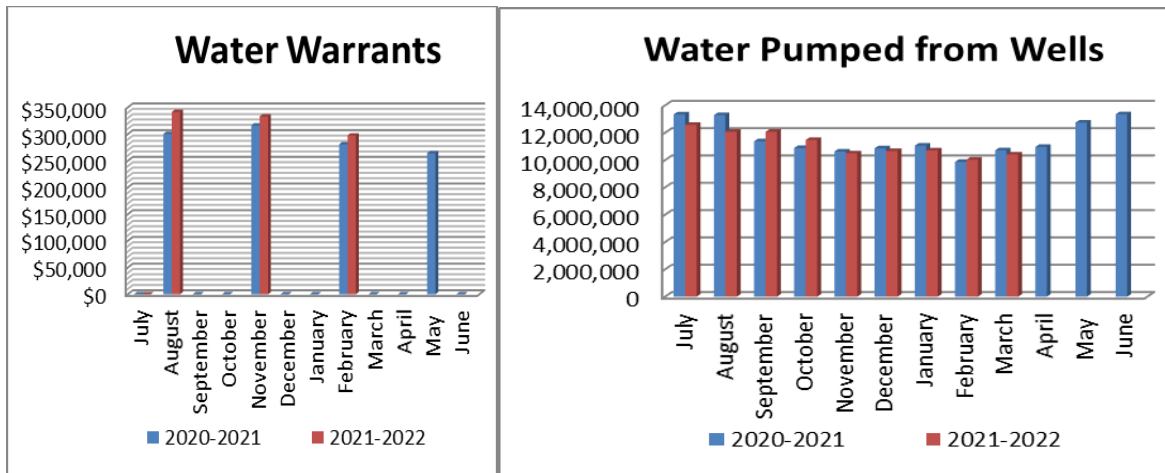 Water Warrants
$350,000
$300,000
$250,000
$200,000
$150,000
$100,000
$50,000
$0
July
August
September
October
November
December
January
February
March
April
May
June
2020-2021 2021-2022
Water Pumped from Wells
14,000,000
12,000,000
10,000,000
8,000,000
6,000,000
4,000,000
2,000,000
0
July
August
September
October
November
December
January
February
March
April
May
June
2020-2021 2021-2022